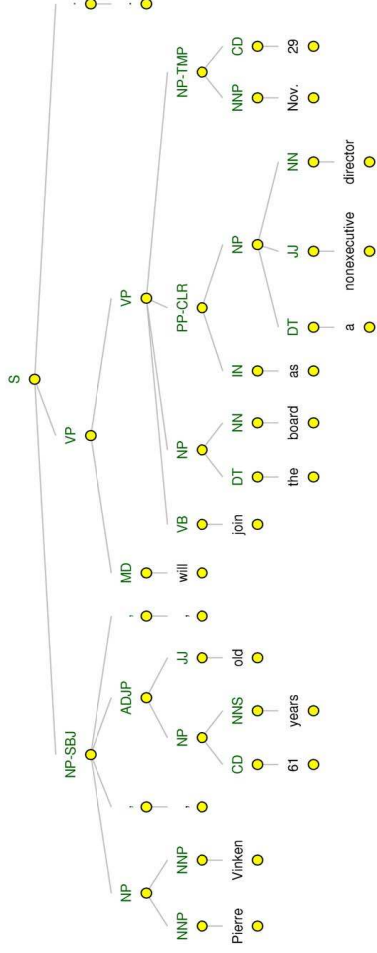 S
NP-SBJ VP .
NP , ADJP , MD VP .
NNP NNP , NP JJ , will VB NP PP-CLR NP-TMP
Pierre Vinken CD NNS old join DT NN IN NP NNP CD
61 years the board as DT JJ NN Nov. 29
a nonexecutive director